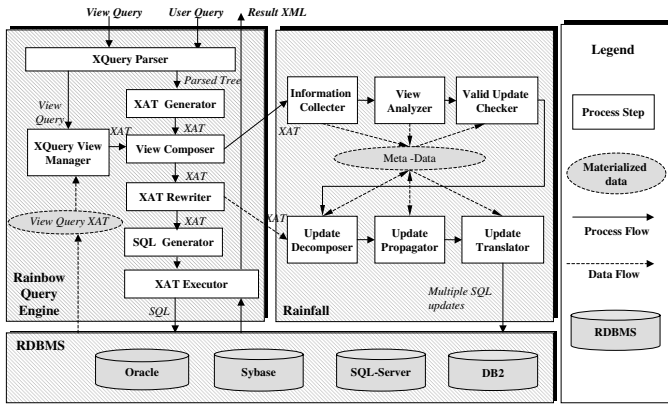 View Query
User Query
Result XML
XQuery Parser
Parsed Tree
View
Query
XAT Generator
XAT
XAT
XQuery View
Manager
View Composer
XAT
XAT Rewriter
View Query XAT
XAT
SQL Generator
XAT Executor
SQL
Rainbow
Query
Engine
Information
Collecter
View
Analyzer
Valid Update
Checker
XAT
Meta -Data
XAT
Update
Decomposer
Update
Propagator
Update
Translator
Multiple SQL
updates
Rainfall
RDBMS
Oracle
Sybase
SQL-Server
DB2
Legend
Process Step
Materialized
data
Process Flow
Data Flow
RDBMS